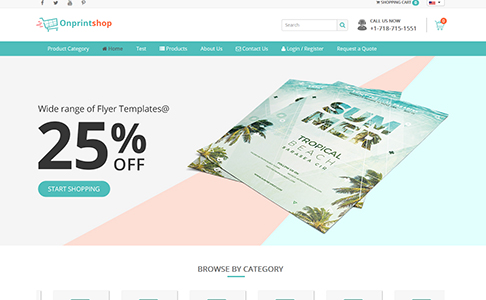 SHOPPING CART 0
Onprintshop
Search
CALL US NOW
+1-718-715-1551
0
Product Category Home Test Products About Us Contact Us Login / Register Request a Quote
Wide range of Flyer Templates@
25% OFF
START SHOPPING
SUM
MER
TROPICAL
BEACH
BROWSE BY CATEGORY